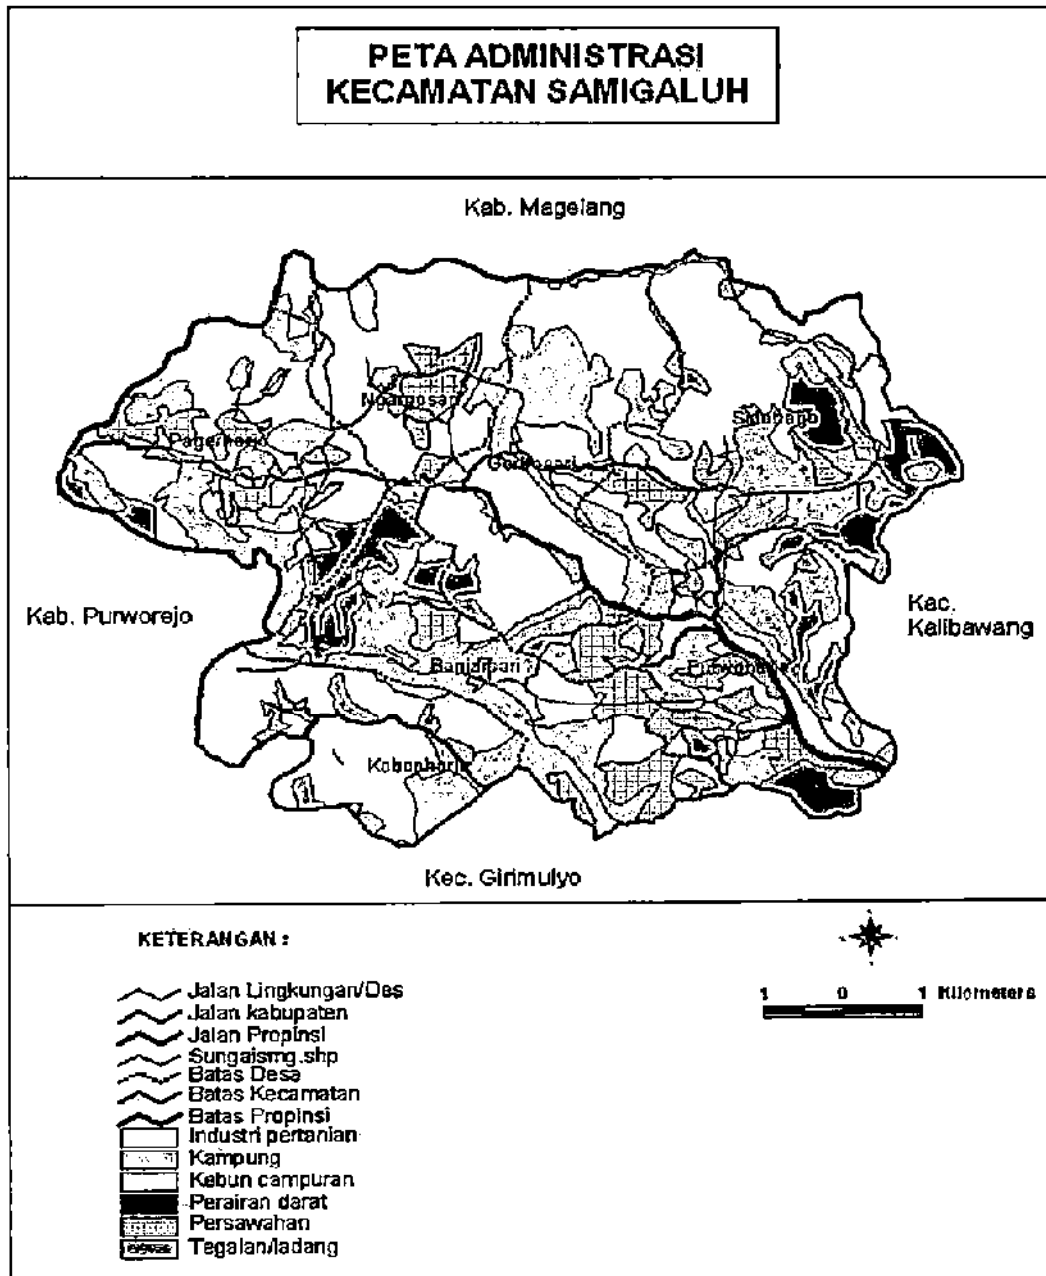 PETA ADMINISTRASI
KECAMATAN SAMIGALUH
Kab. Magelang
Ngargosari
Pagerharjo
Gerbosari
Kab. Purworejo
Kac.
Kalibawang
Banjarsari
Kec. Girimulyo
KETERANGAN :
Jalan Lingkungan/Des
Jalan kabupaten
Jalan Propinsi
Sungaismg.shp
Batas Desa
Batas Kecamatan
Batas Propinsi
Industri pertanian
Kampung
Kebun campuran
Perairan darat
Persawahan
Tegalan/ladang
1 0 1 Kilometers